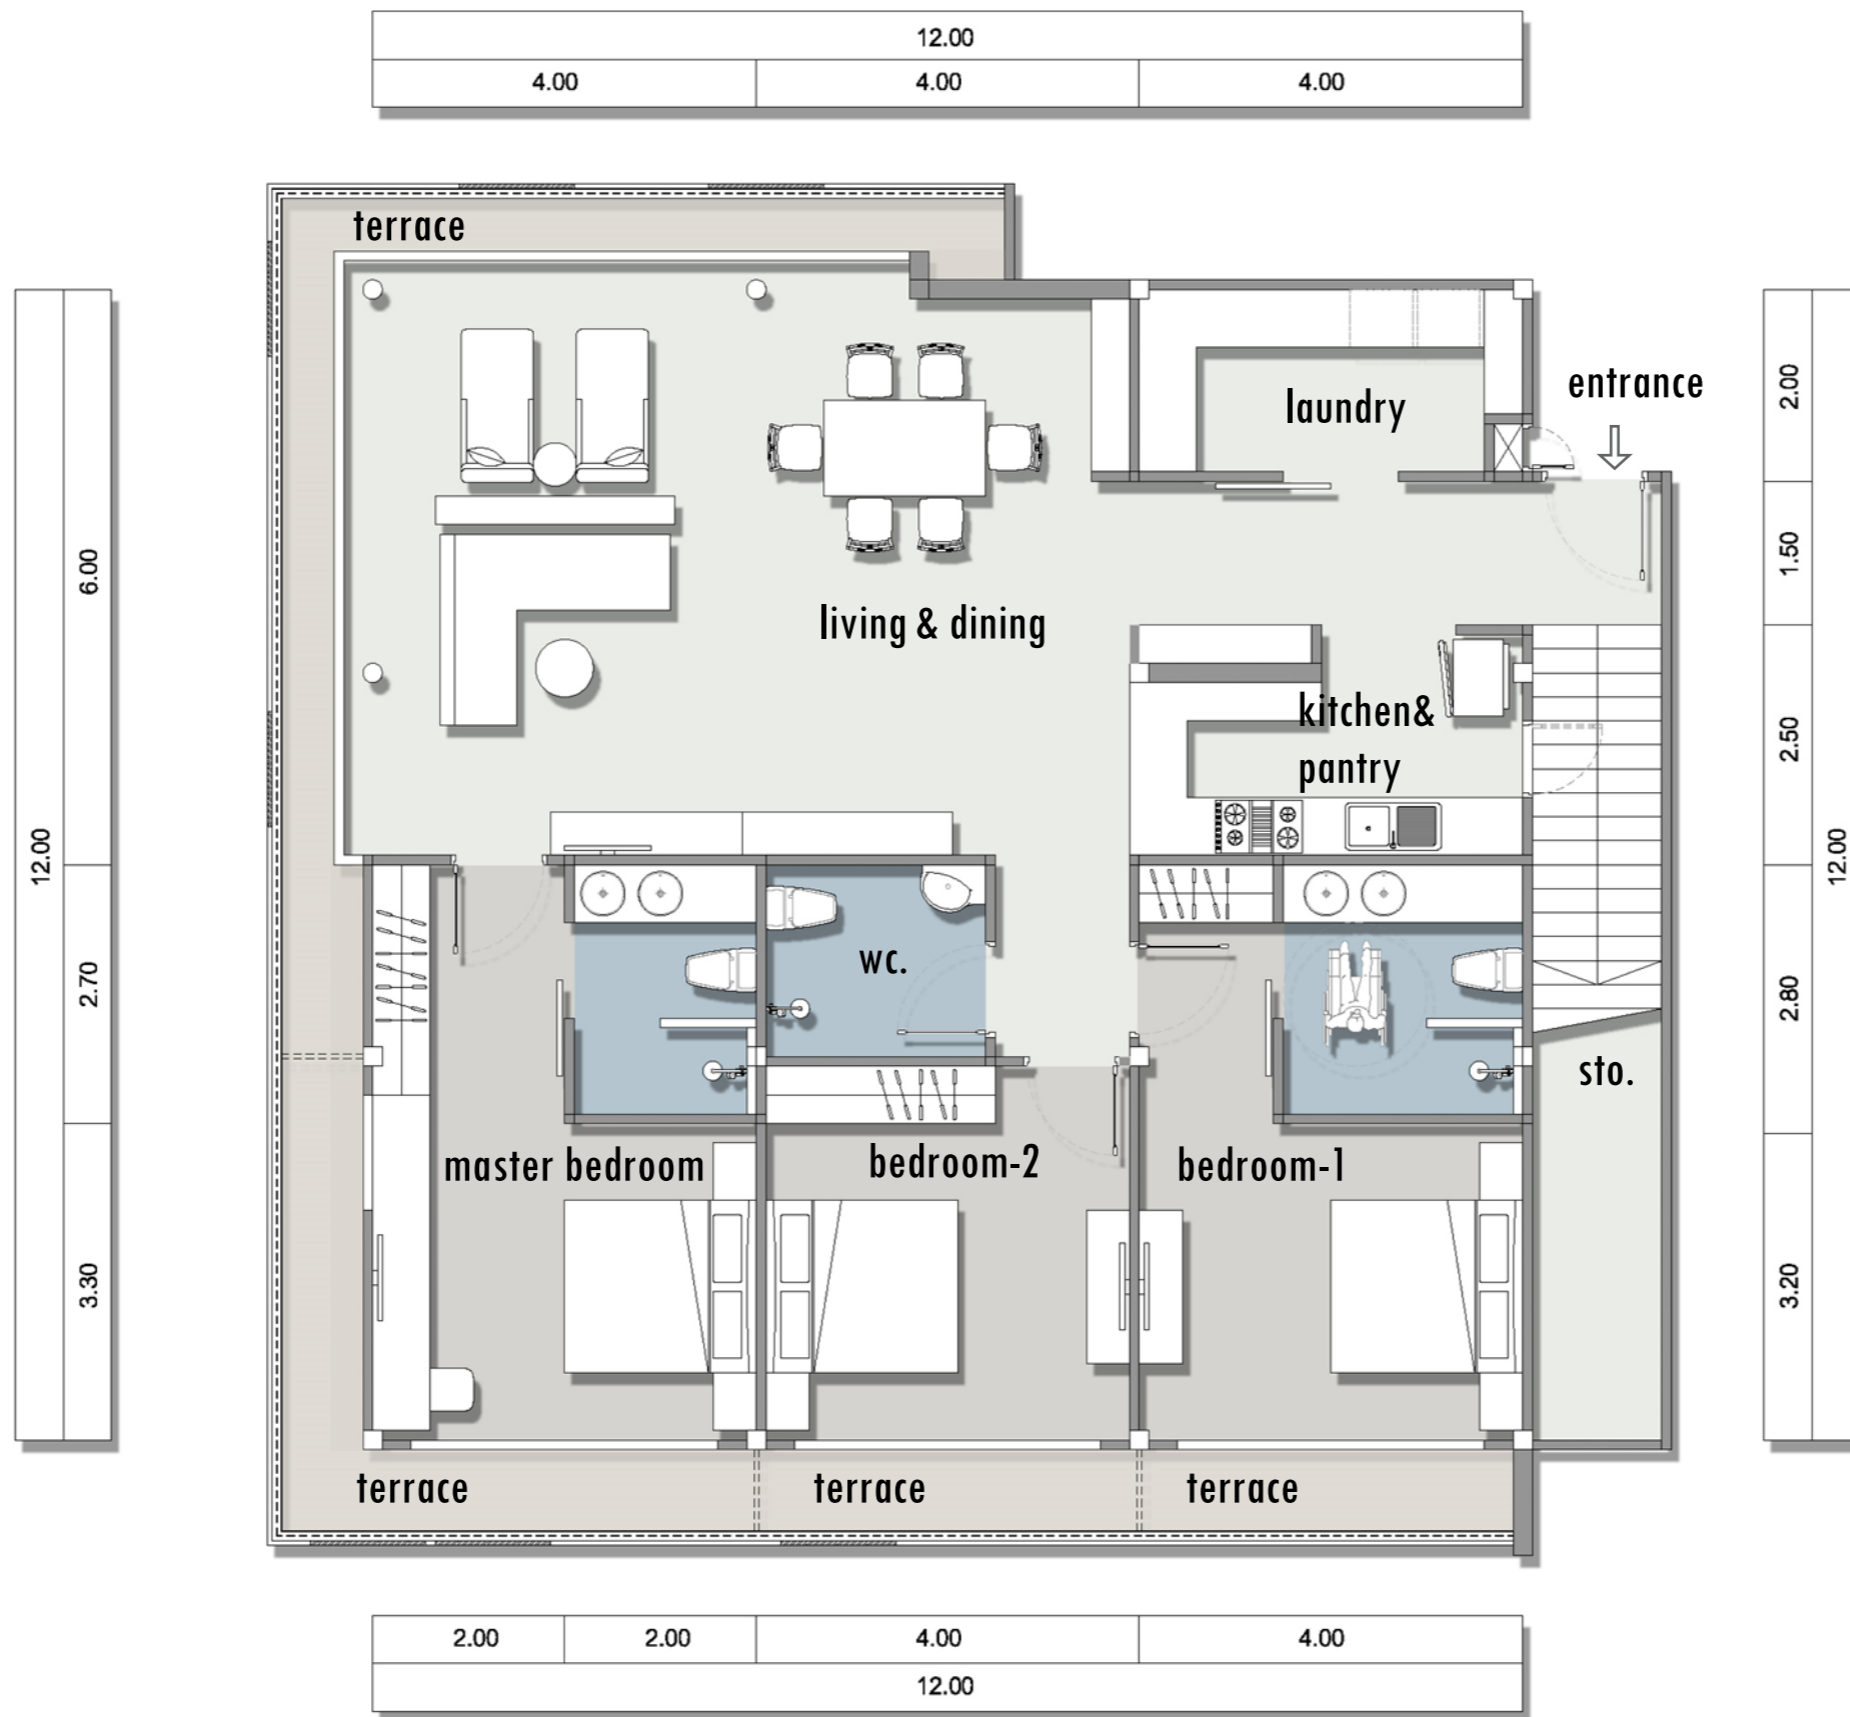 12.00
4.00
4.00
4.00
terrace
entrance
laundry
living & dining
kitchen&
pantry
wc.
sto.
master bedroom
bedroom-2
bedroom-1
terrace
terrace
terrace
6.00
12.00
2.70
3.30
2.00
1.50
2.50
12.00
2.80
3.20
2.00
2.00
4.00
4.00
12.00